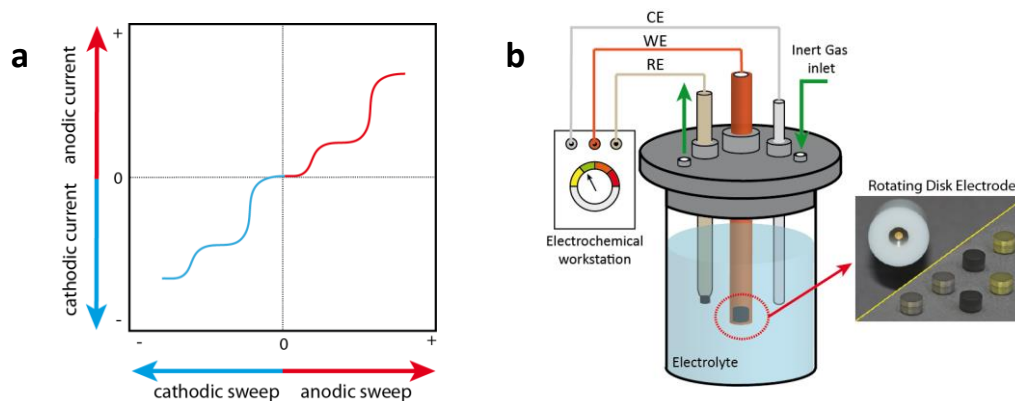 a
+
anodic current
0
cathodic current
-
- 0 +
cathodic sweep anodic sweep
b
CE
WE
RE
Inert Gas
inlet
Electrochemical
workstation
Rotating Disk Electrode
Electrolyte